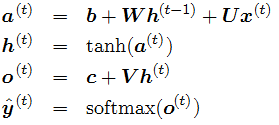 a^(t) = b + Wh^(t−1) + Ux^(t)
h^(t) = tanh(a^(t))
o^(t) = c + Vh^(t)
ŷ^(t) = softmax(o^(t))